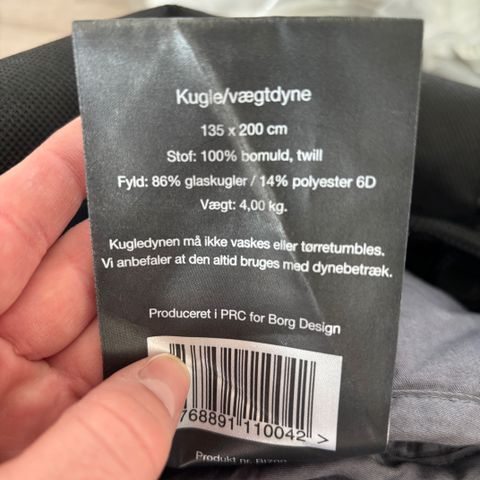 Kugle/vægtdyne
135 x 200 cm
Stof: 100% bomuld, twill
Fyld: 86% glaskugler / 14% polyester 6D
Vægt: 4,00 kg.
Kugledynen må ikke vaskes eller tørretumbles.
Vi anbefaler at den altid bruges med dynebetræk.
Produceret i PRC for Borg Design
768891 110042 >
Produkt nr.